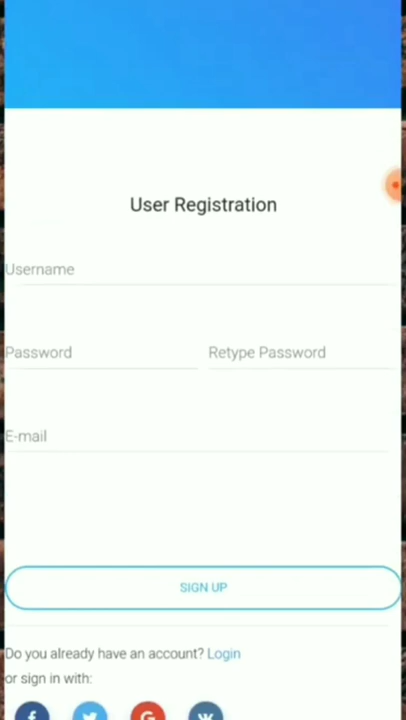 User Registration
Username
Password Retype Password
E-mail
SIGN UP
Do you already have an account? Login
or sign in with: